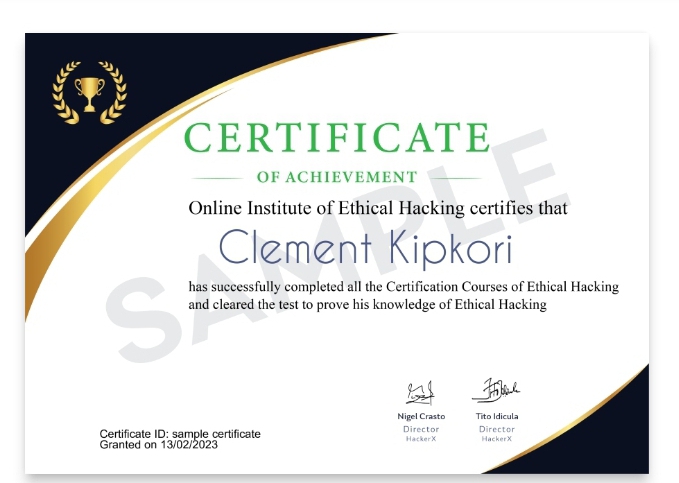 CERTIFICATE
OF ACHIEVEMENT
Online Institute of Ethical Hacking certifies that
Clement Kipkori
has successfully completed all the Certification Courses of Ethical Hacking
and cleared the test to prove his knowledge of Ethical Hacking
SAMPLE
Nigel Crasto
Director
HackerX
Tito Idicula
Director
HackerX
Certificate ID: sample certificate
Granted on 13/02/2023